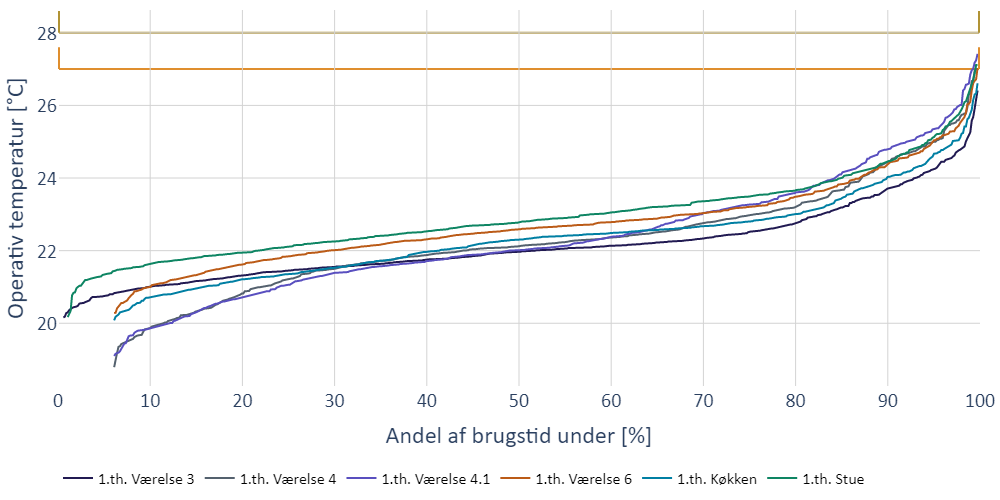 Operativ temperatur [°C]
28
26
24
22
20
0 10 20 30 40 50 60 70 80 90 100
Andel af brugstid under [%]
1.th. Værelse 3 1.th. Værelse 4 1.th. Værelse 4.1 1.th. Værelse 6 1.th. Køkken 1.th. Stue